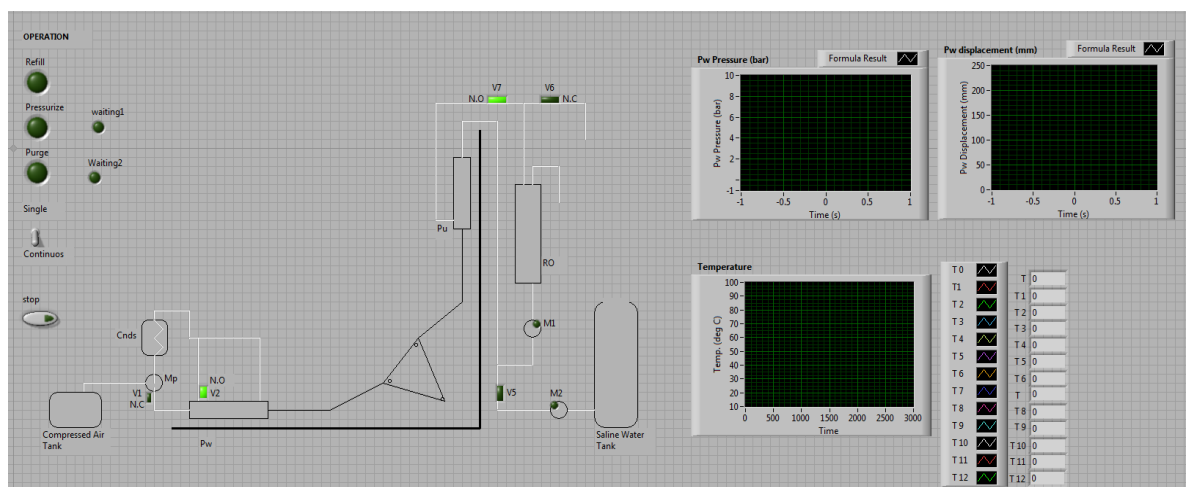 OPERATION
Refill
Pressurize
waiting1
Purge
Waiting2
Single
Continuos
stop
Cnds
Mp
V1
N.C
N.O
V2
Compressed Air
Tank
Pw
V7
N.O
V6
N.C
Pu
RO
M1
V5
M2
Saline Water
Tank
Pw Pressure (bar)
Formula Result
Pw Pressure (bar)
10
8
6
4
2
-1
-1
-0.5
0
0.5
1
Time (s)
Pw displacement (mm)
Formula Result
Pw Displacement (mm)
250
200
150
100
50
0
-1
-0.5
0
0.5
1
Time (s)
Temperature
Temp. (deg C)
100
90
80
70
60
50
40
30
20
10
0
500
1000
1500
2000
2500
3000
Time
T 0
T1
T 2
T 3
T 4
T 5
T 6
T 7
T 8
T 9
T 10
T 11
T 12
T 0
T 1 0
T 2 0
T 3 0
T 4 0
T 5 0
T 6 0
T 0
T 8 0
T 9 0
T 10 0
T 11 0
T 12 0